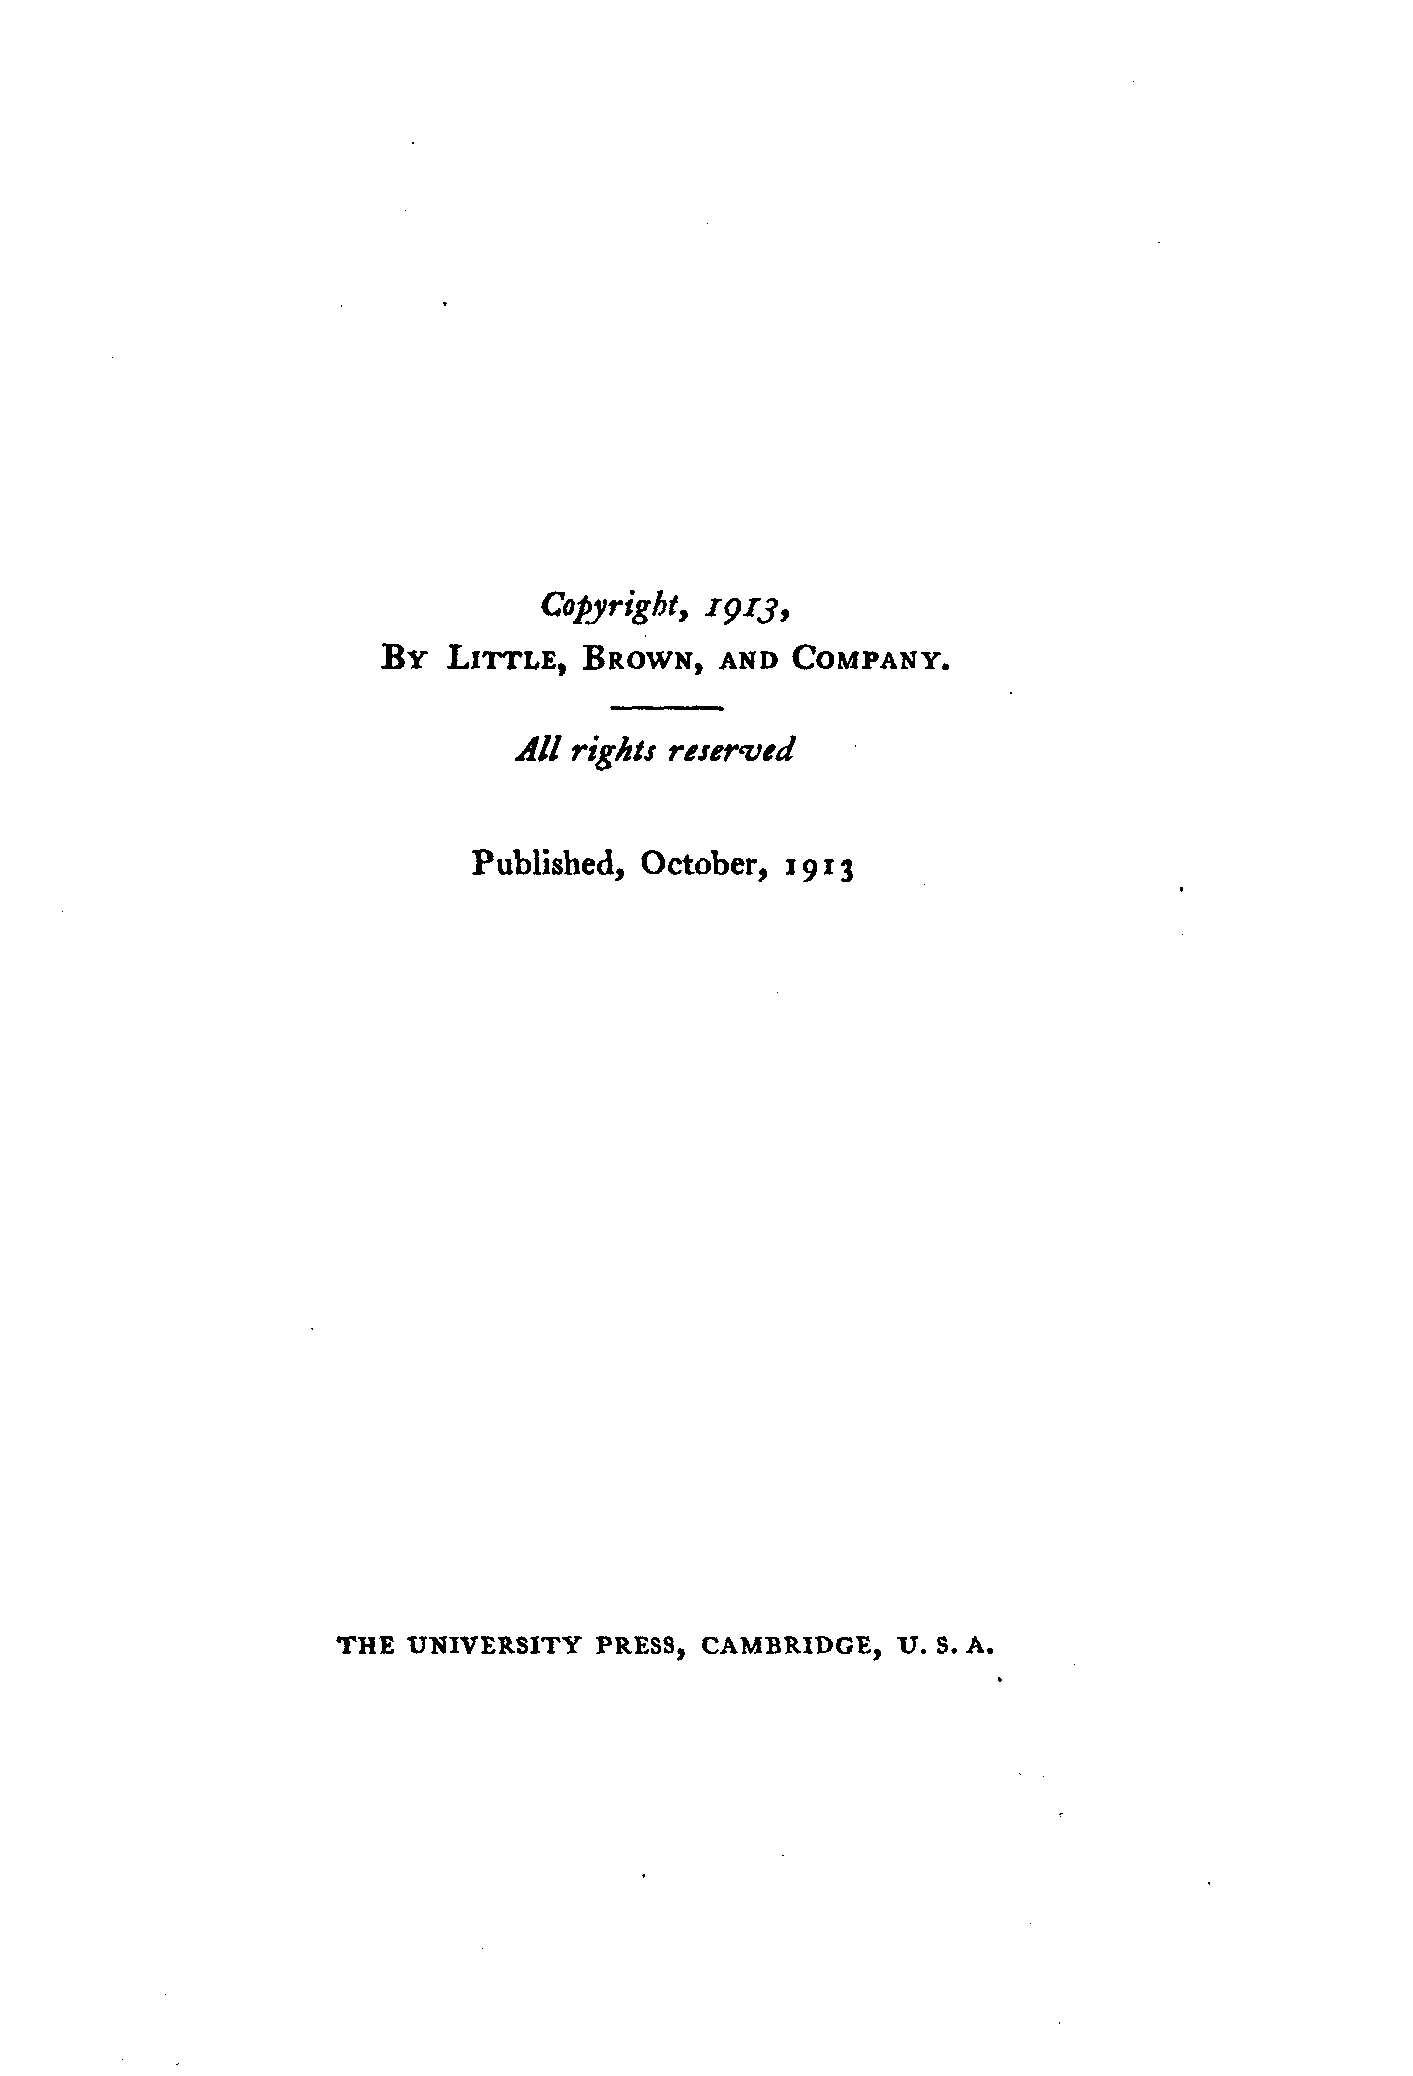 Copyright, 1913,
By Little, Brown, and Company.
All rights reserved
Published, October, 1913
THE UNIVERSITY PRESS, CAMBRIDGE, U. S. A.